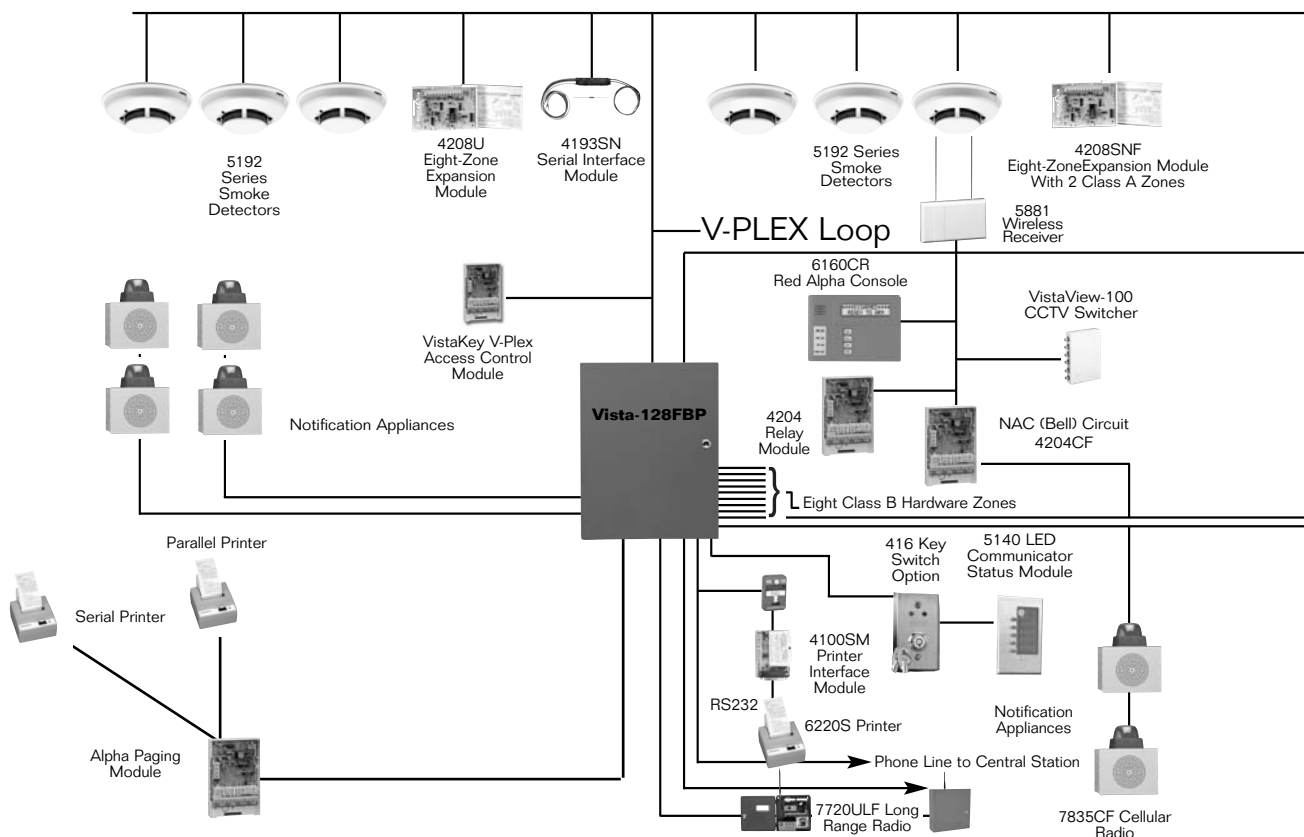 5192
Series
Smoke
Detectors
4208U
Eight-Zone
Expansion
Module
4193SN
Serial Interface
Module
5192 Series
Smoke
Detectors
4208SNF
Eight-ZoneExpansion Module
With 2 Class A Zones
5881
Wireless
Receiver
V-PLEX Loop
6160CR
Red Alpha Console
VistaView-100
CCTV Switcher
READY TO ARM
VistaKey V-Plex
Access Control
Module
Vista-128FBP
4204
Relay
Module
NAC (Bell) Circuit
4204CF
Notification Appliances
Eight Class B Hardware Zones
Parallel Printer
Serial Printer
416 Key
Switch
Option
5140 LED
Communicator
Status Module
4100SM
Printer
Interface
Module
RS232
6220S Printer
Notification
Appliances
Alpha Paging
Module
Phone Line to Central Station
7720ULF Long
Range Radio
7835CF Cellular
Radio